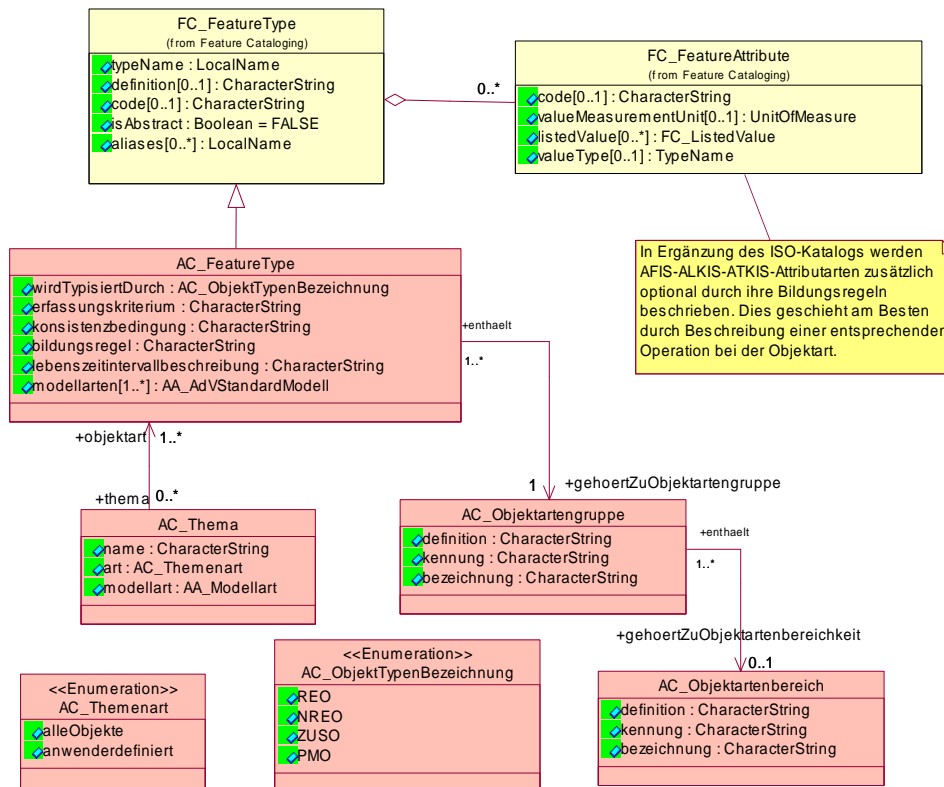 FC_FeatureType
(from Feature Cataloging)
typeName : LocalName
definition[0..1] : CharacterString
code[0..1] : CharacterString
isAbstract : Boolean = FALSE
aliases[0..*] : LocalName
0..*
FC_FeatureAttribute
(from Feature Cataloging)
code[0..1] : CharacterString
valueMeasurementUnit[0..1] : UnitOfMeasure
listedValue[0..*] : FC_ListedValue
valueType[0..1] : TypeName
In Ergänzung des ISO-Katalogs werden
AFIS-ALKIS-ATKIS-Attributarten zusätzlich
optional durch ihre Bildungsregeln
beschrieben. Dies geschieht am Besten
durch Beschreibung einer entsprechenden
Operation bei der Objektart.
AC_FeatureType
wirdTypisiertDurch : AC_ObjektTypenBezeichnung
erfassungskriterium : CharacterString
konsistenzbedingung : CharacterString
bildungsregel : CharacterString
lebenszeitintervallbeschreibung : CharacterString
modellarten[1..*] : AA_AdVStandardModell
+enthaelt
1..*
+objektart
1..*
+thema
0..*
1
+gehoertZuObjektartengruppe
AC_Thema
name : CharacterString
art : AC_Themenart
modellart : AA_Modellart
AC_Objektartengruppe
definition : CharacterString
kennung : CharacterString
bezeichnung : CharacterString
+enthaelt
1..*
+gehoertZuObjektartenbereichkeit
0..1
<<Enumeration>>
AC_Themenart
alleObjekte
anwenderdefiniert
<<Enumeration>>
AC_ObjektTypenBezeichnung
REO
NREO
ZUSO
PMO
AC_Objektartenbereich
definition : CharacterString
kennung : CharacterString
bezeichnung : CharacterString